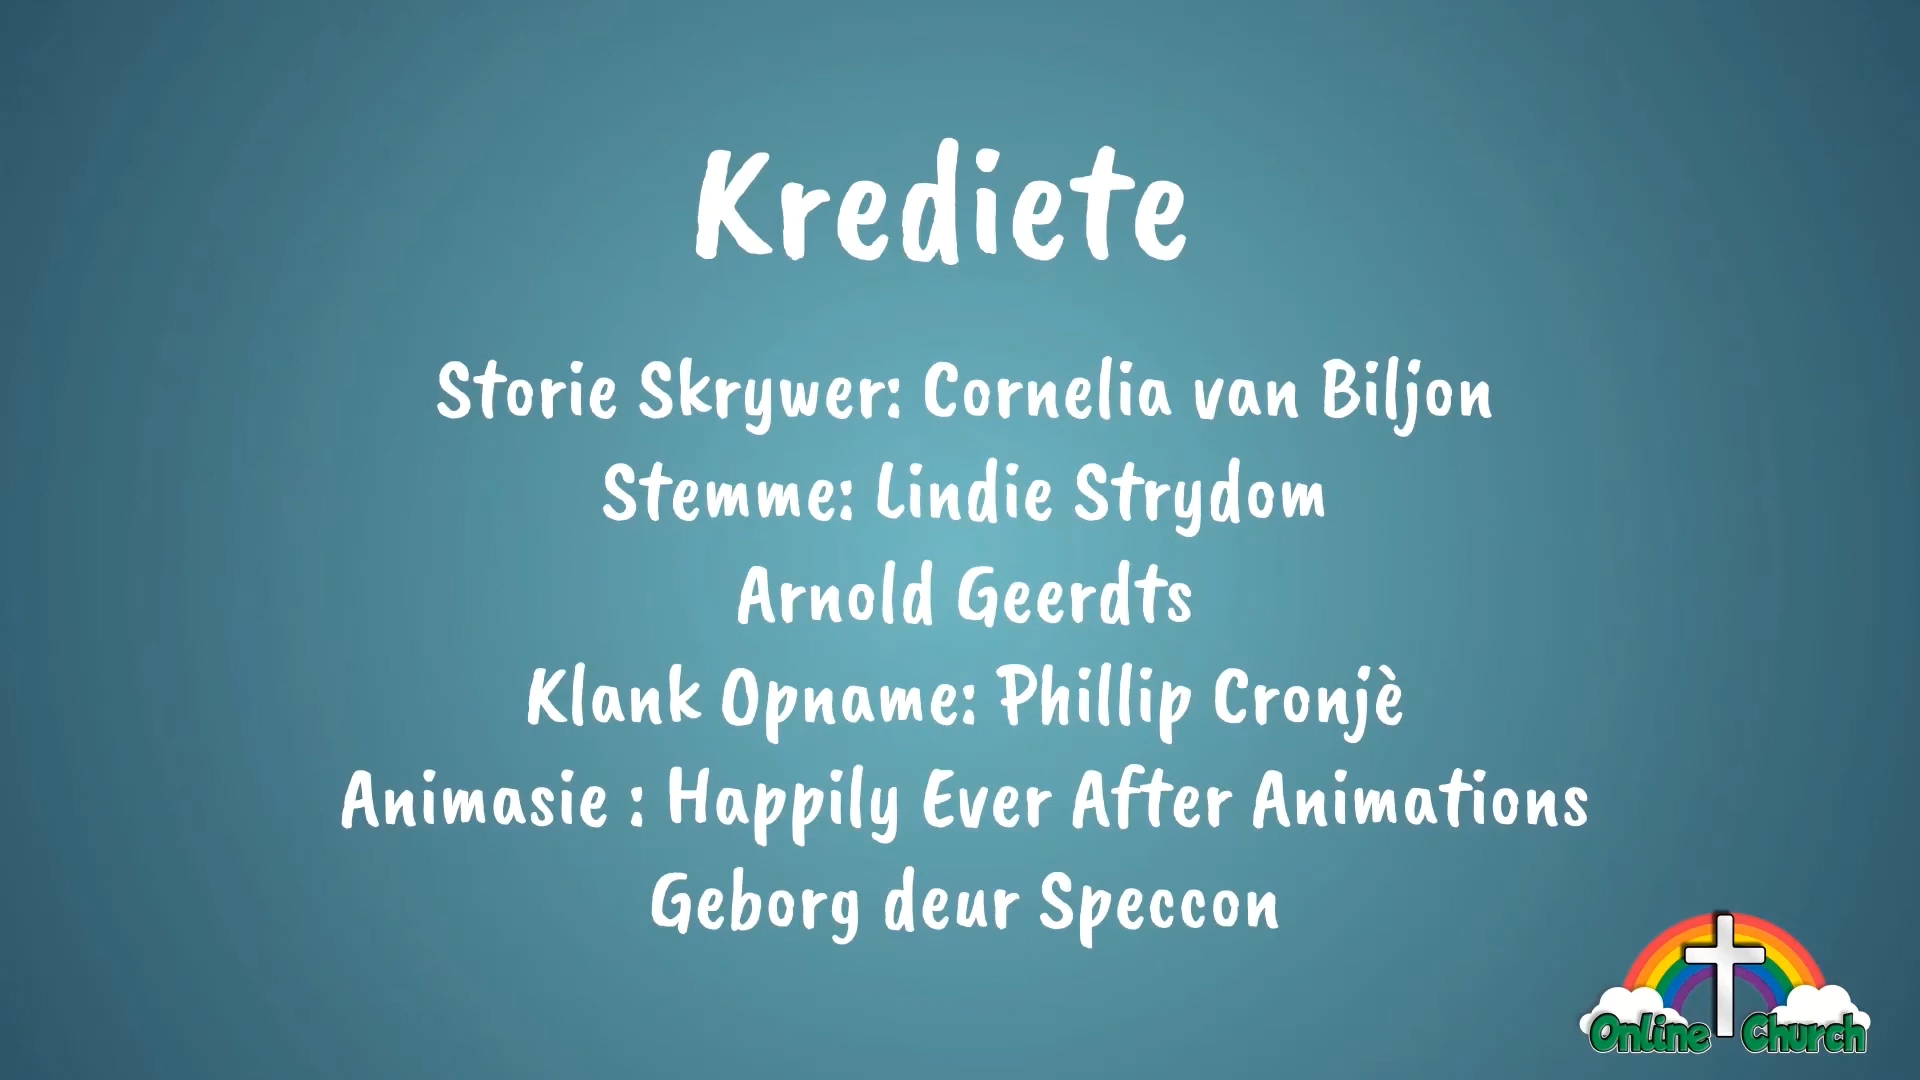 Krediete
Storie Skrywer: Cornelia van Biljon
Stemme: Lindie Strydom
Arnold Geerdts
Klank Opname: Phillip Cronjè
Animasie : Happily Ever After Animations
Geborg deur Speccon
Online Church